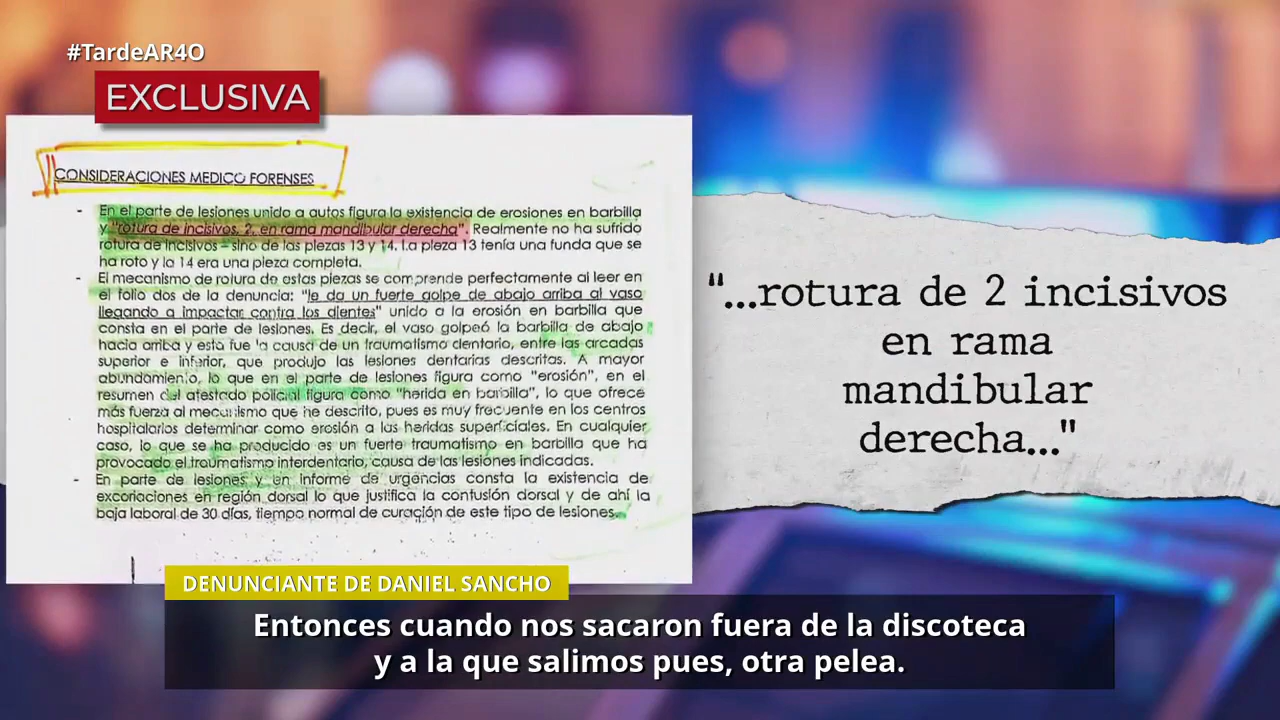 #TardeAR4O
EXCLUSIVA
CONSIDERACIONES MEDICO FORENSES
- En el parte de lesiones unido a autos figura la existencia de erosiones en barbilla
y "rotura de incisivos, 2, en rama mandibular derecha". Realmente no ha sufrido
rotura de incisivos – sino de las piezas 13 y 14. La pieza 13 tenía una funda que se
ha roto y la 14 era una pieza completa.
- El mecanismo de rotura de estas piezas se comprende perfectamente al leer en
el folio dos de la denuncia: "le da un fuerte golpe de abajo arriba al vaso
llegando a impactar contra los dientes" unido a la erosión en barbilla que
consta en el parte de lesiones. Es decir, el vaso golpeó la barbilla de abajo
hacia arriba y esta fue la causa de un traumatismo dentario, entre las arcadas
superior e inferior, que produjo las lesiones dentarias descritas. A mayor
abundamiento, lo que en el parte de lesiones figura como "erosión", en el
resumen del atestado policial figura como "herida en barbilla", lo que ofrece
más fuerza al mecanismo que he descrito, pues es muy frecuente en los centros
hospitalarios determinar como erosión a las heridas superficiales. En cualquier
caso, lo que se ha producido es un fuerte traumatismo en barbilla que ha
provocado el traumatismo interdentario, causa de las lesiones indicadas.
- En parte de lesiones y en informe de urgencias consta la existencia de
excoriaciones en región dorsal lo que justifica la contusión dorsal y de ahí la
baja laboral de 30 días, tiempo normal de curación de este tipo de lesiones.
"...rotura de 2 incisivos
en rama
mandibular
derecha..."
DENUNCIANTE DE DANIEL SANCHO
Entonces cuando nos sacaron fuera de la discoteca
y a la que salimos pues, otra pelea.